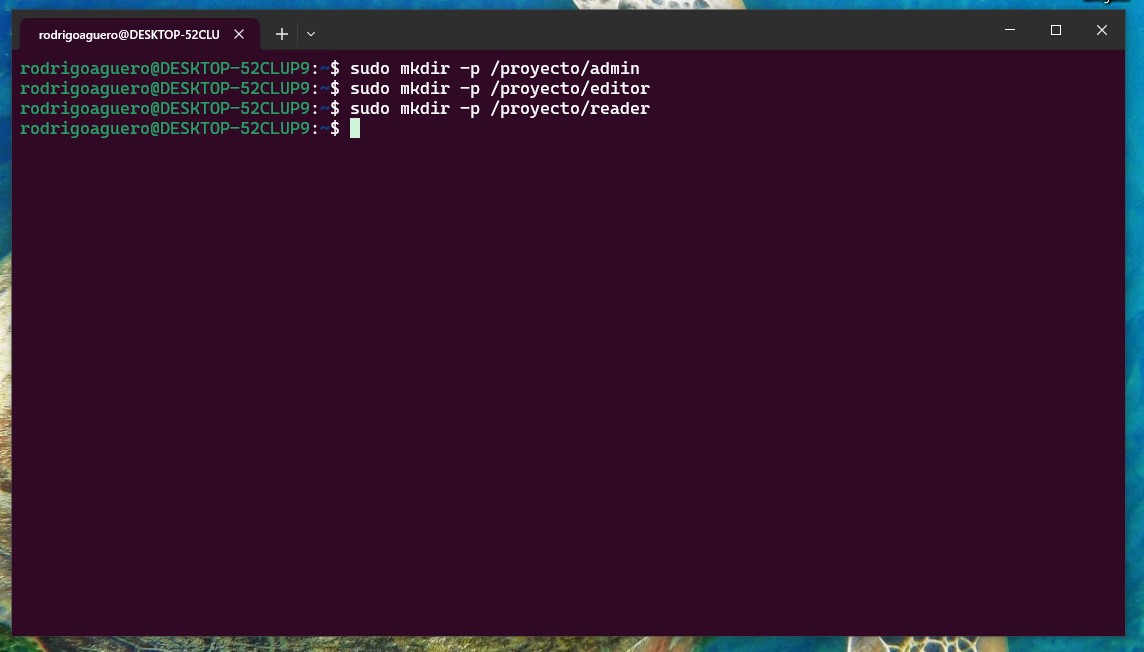 rodrigoaguero@DESKTOP-52CLU
rodrigoaguero@DESKTOP-52CLUP9:~$ sudo mkdir -p /proyecto/admin
rodrigoaguero@DESKTOP-52CLUP9:~$ sudo mkdir -p /proyecto/editor
rodrigoaguero@DESKTOP-52CLUP9:~$ sudo mkdir -p /proyecto/reader
rodrigoaguero@DESKTOP-52CLUP9:~$